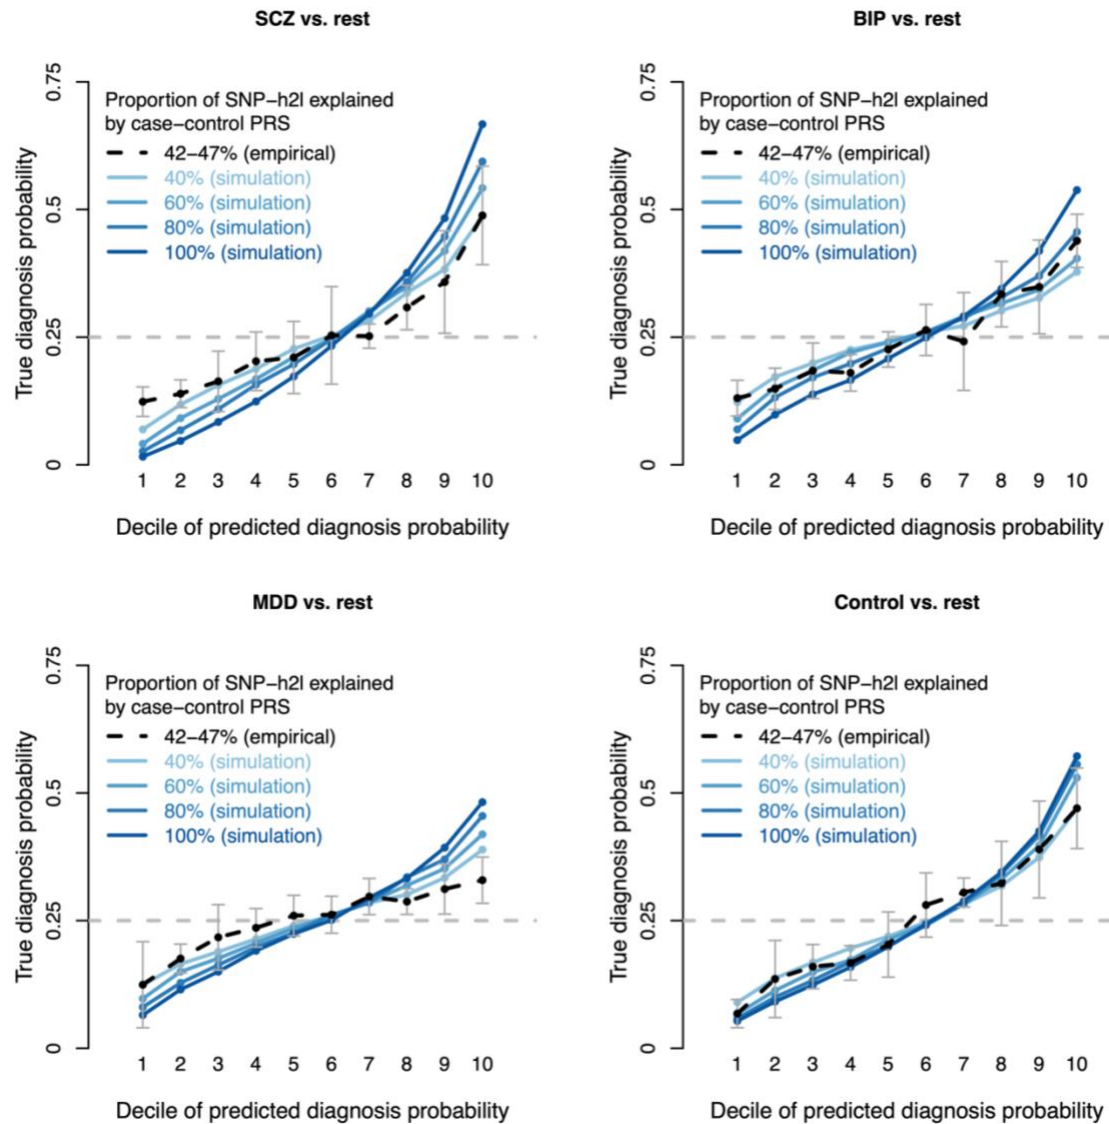 SCZ vs. rest
True diagnosis probability
0.75
0.5
0.25
0
Proportion of SNP−h2l explained
by case−control PRS
42−47% (empirical)
40% (simulation)
60% (simulation)
80% (simulation)
100% (simulation)
1 2 3 4 5 6 7 8 9 10
Decile of predicted diagnosis probability
BIP vs. rest
True diagnosis probability
0.75
0.5
0.25
0
Proportion of SNP−h2l explained
by case−control PRS
42−47% (empirical)
40% (simulation)
60% (simulation)
80% (simulation)
100% (simulation)
1 2 3 4 5 6 7 8 9 10
Decile of predicted diagnosis probability
MDD vs. rest
True diagnosis probability
0.75
0.5
0.25
0
Proportion of SNP−h2l explained
by case−control PRS
42−47% (empirical)
40% (simulation)
60% (simulation)
80% (simulation)
100% (simulation)
1 2 3 4 5 6 7 8 9 10
Decile of predicted diagnosis probability
Control vs. rest
True diagnosis probability
0.75
0.5
0.25
0
Proportion of SNP−h2l explained
by case−control PRS
42−47% (empirical)
40% (simulation)
60% (simulation)
80% (simulation)
100% (simulation)
1 2 3 4 5 6 7 8 9 10
Decile of predicted diagnosis probability